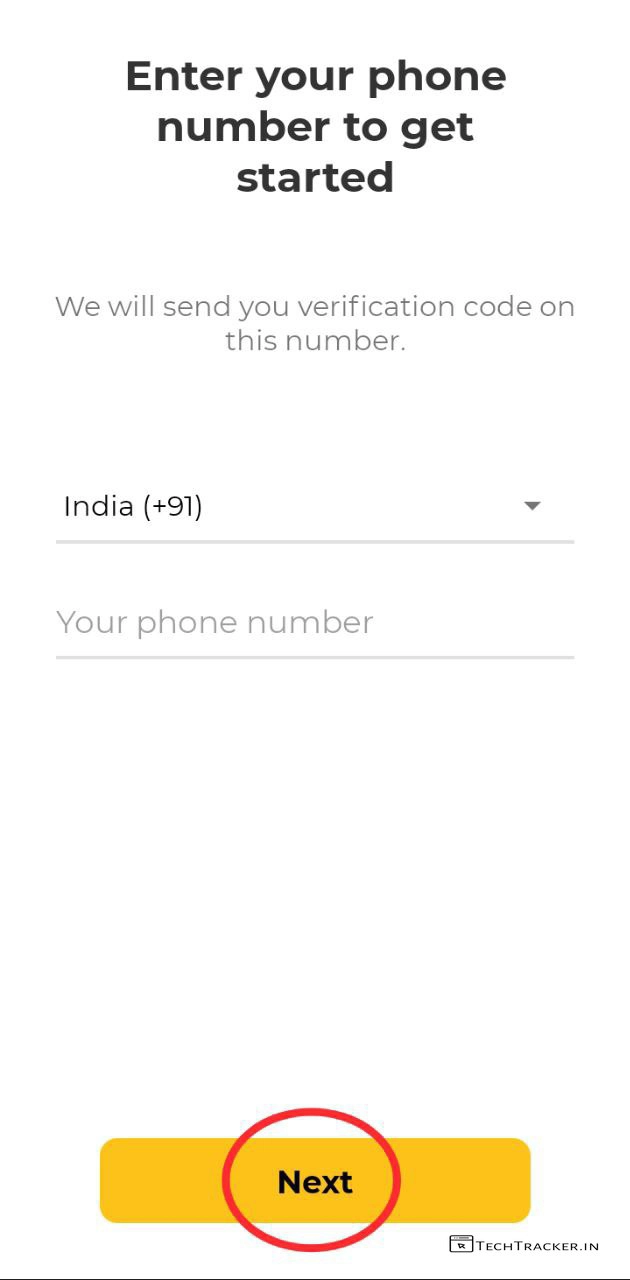 Enter your phone
number to get
started
We will send you verification code on
this number.
India (+91)
Your phone number
Next
TechTracker.in